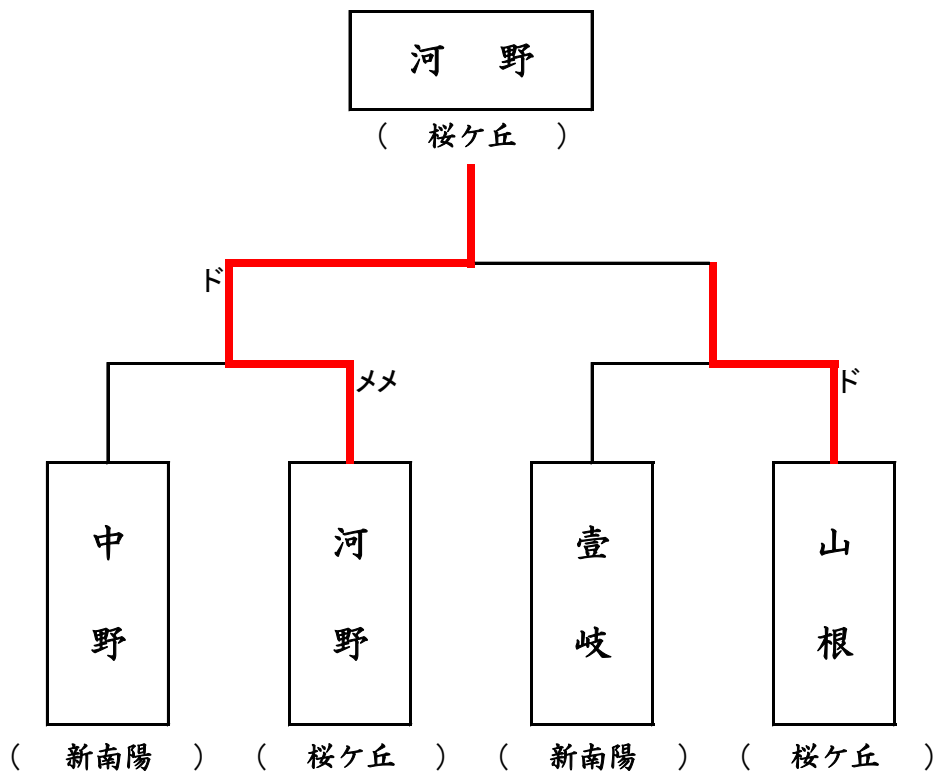 河 野
( 桜ケ丘 )
ド
メメ
ド
中野
河野
壹岐
山根
( 新南陽 ) ( 桜ケ丘 ) ( 新南陽 ) ( 桜ケ丘 )